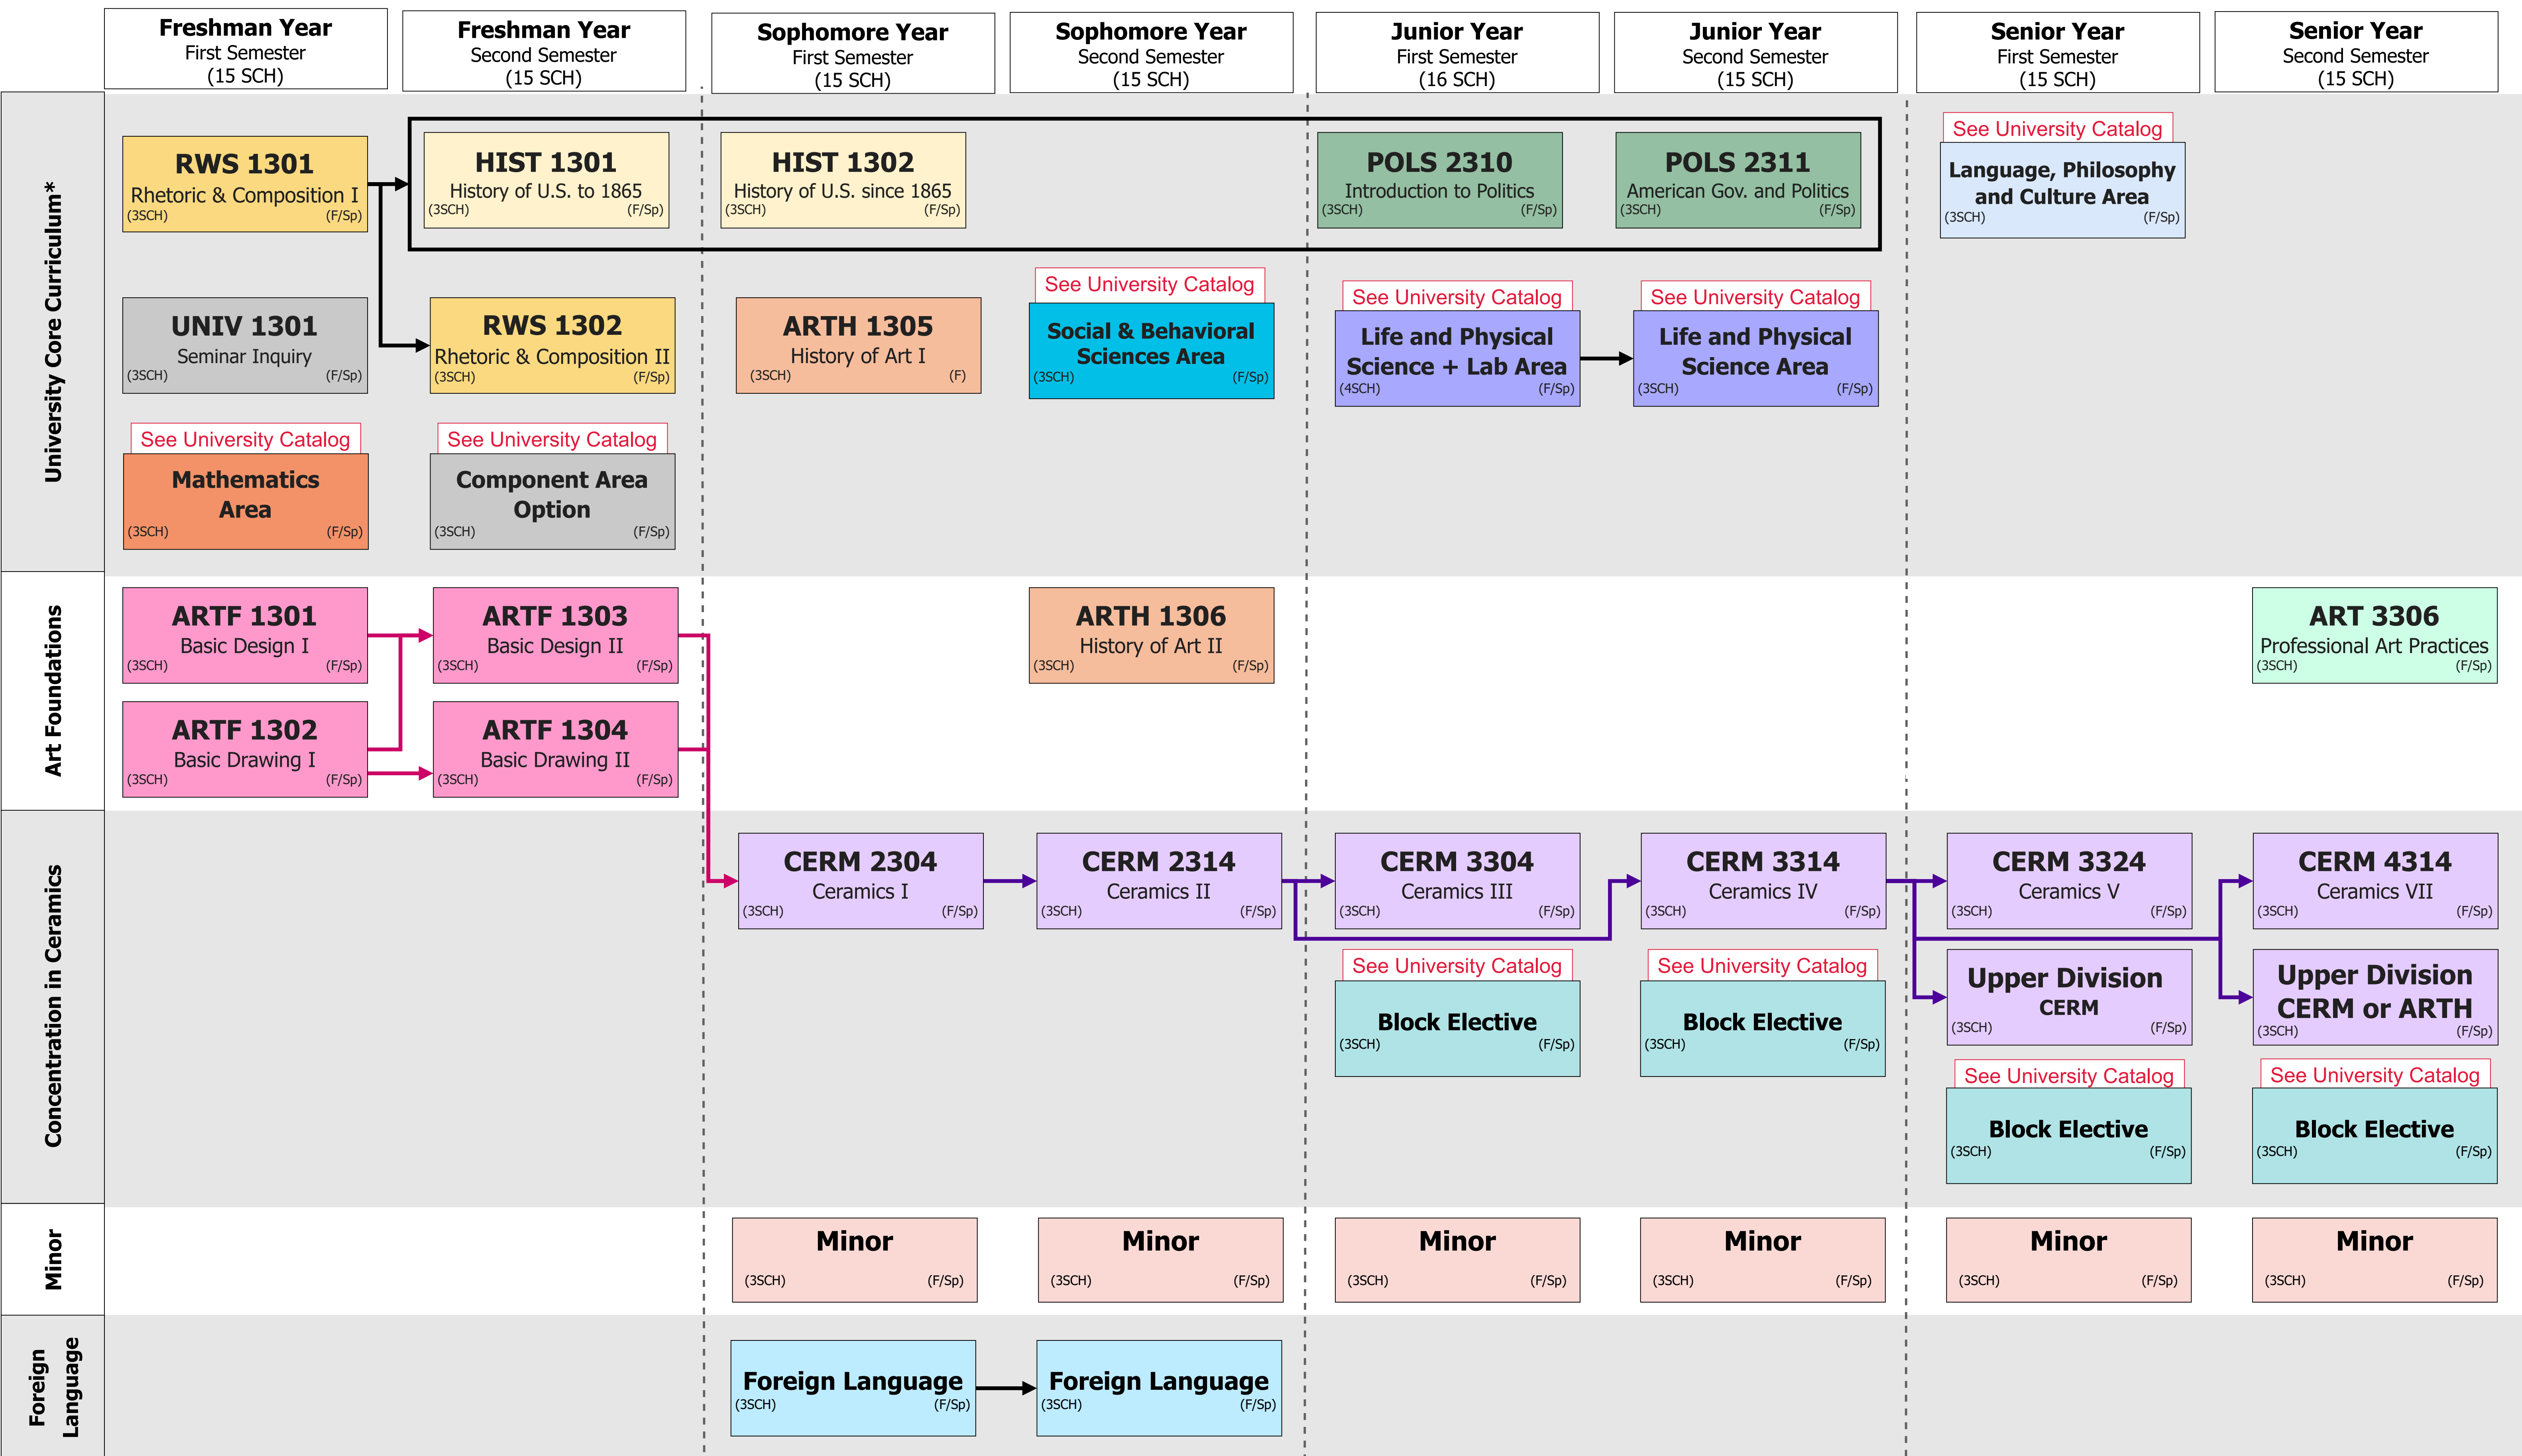 Freshman Year
First Semester
(15 SCH)
Freshman Year
Second Semester
(15 SCH)
Sophomore Year
First Semester
(15 SCH)
Sophomore Year
Second Semester
(15 SCH)
Junior Year
First Semester
(16 SCH)
Junior Year
Second Semester
(15 SCH)
Senior Year
First Semester
(15 SCH)
Senior Year
Second Semester
(15 SCH)
University Core Curriculum*
RWS 1301
Rhetoric & Composition I
(3SCH) (F/Sp)
HIST 1301
History of U.S. to 1865
(3SCH) (F/Sp)
HIST 1302
History of U.S. since 1865
(3SCH) (F/Sp)
POLS 2310
Introduction to Politics
(3SCH) (F/Sp)
POLS 2311
American Gov. and Politics
(3SCH) (F/Sp)
See University Catalog
Language, Philosophy
and Culture Area
(3SCH) (F/Sp)
UNIV 1301
Seminar Inquiry
(3SCH) (F/Sp)
RWS 1302
Rhetoric & Composition II
(3SCH) (F/Sp)
ARTH 1305
History of Art I
(3SCH) (F)
See University Catalog
Social & Behavioral
Sciences Area
(3SCH) (F/Sp)
See University Catalog
Life and Physical
Science + Lab Area
(4SCH) (F/Sp)
See University Catalog
Life and Physical
Science Area
(3SCH) (F/Sp)
See University Catalog
Mathematics
Area
(3SCH) (F/Sp)
See University Catalog
Component Area
Option
(3SCH) (F/Sp)
Art Foundations
ARTF 1301
Basic Design I
(3SCH) (F/Sp)
ARTF 1303
Basic Design II
(3SCH) (F/Sp)
ARTH 1306
History of Art II
(3SCH) (F/Sp)
ART 3306
Professional Art Practices
(3SCH) (F/Sp)
ARTF 1302
Basic Drawing I
(3SCH) (F/Sp)
ARTF 1304
Basic Drawing II
(3SCH) (F/Sp)
Concentration in Ceramics
CERM 2304
Ceramics I
(3SCH) (F/Sp)
CERM 2314
Ceramics II
(3SCH) (F/Sp)
CERM 3304
Ceramics III
(3SCH) (F/Sp)
CERM 3314
Ceramics IV
(3SCH) (F/Sp)
CERM 3324
Ceramics V
(3SCH) (F/Sp)
CERM 4314
Ceramics VII
(3SCH) (F/Sp)
See University Catalog
Block Elective
(3SCH) (F/Sp)
See University Catalog
Block Elective
(3SCH) (F/Sp)
Upper Division
CERM
(3SCH) (F/Sp)
Upper Division
CERM or ARTH
(3SCH) (F/Sp)
See University Catalog
Block Elective
(3SCH) (F/Sp)
See University Catalog
Block Elective
(3SCH) (F/Sp)
Minor
Minor
(3SCH) (F/Sp)
Minor
(3SCH) (F/Sp)
Minor
(3SCH) (F/Sp)
Minor
(3SCH) (F/Sp)
Minor
(3SCH) (F/Sp)
Minor
(3SCH) (F/Sp)
Foreign
Language
Foreign Language
(3SCH) (F/Sp)
Foreign Language
(3SCH) (F/Sp)